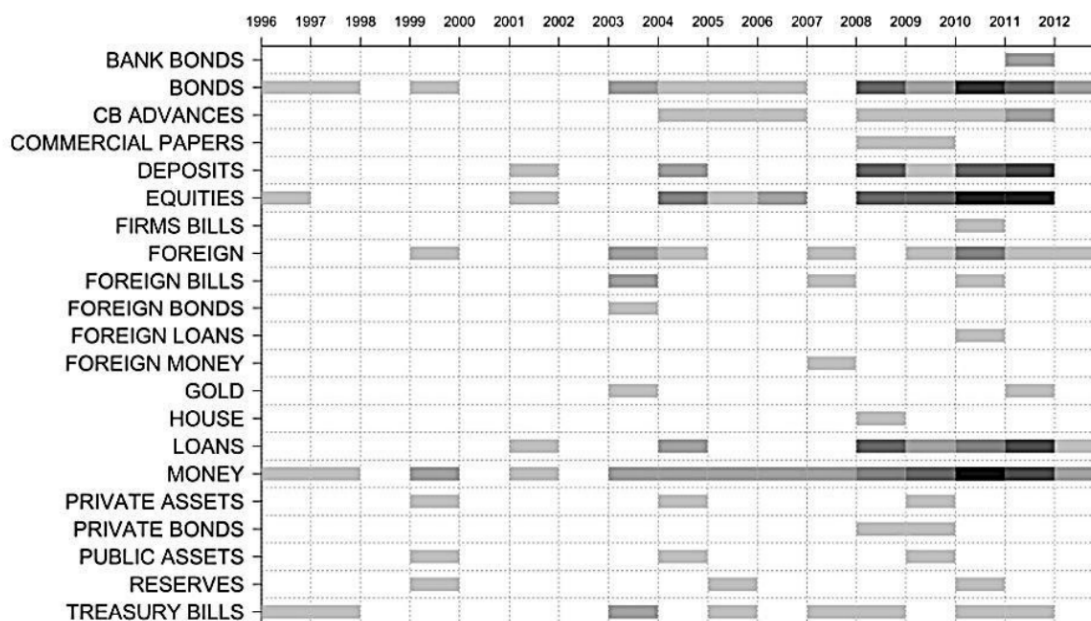 1996 1997 1998 1999 2000 2001 2002 2003 2004 2005 2006 2007 2008 2009 2010 2011 2012
BANK BONDS
BONDS
CB ADVANCES
COMMERCIAL PAPERS
DEPOSITS
EQUITIES
FIRMS BILLS
FOREIGN
FOREIGN BILLS
FOREIGN BONDS
FOREIGN LOANS
FOREIGN MONEY
GOLD
HOUSE
LOANS
MONEY
PRIVATE ASSETS
PRIVATE BONDS
PUBLIC ASSETS
RESERVES
TREASURY BILLS